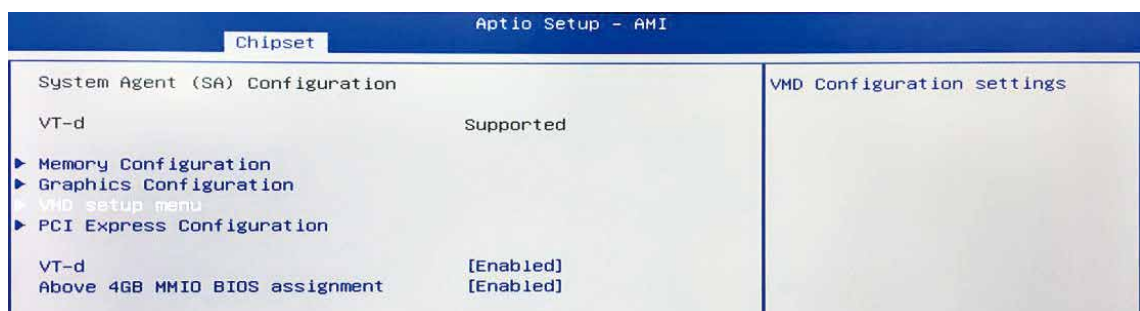 Aptio Setup - AMI
Chipset
System Agent (SA) Configuration
VMD Configuration settings
VT-d Supported
Memory Configuration
Graphics Configuration
VMD setup menu
PCI Express Configuration
VT-d [Enabled]
Above 4GB MMIO BIOS assignment [Enabled]